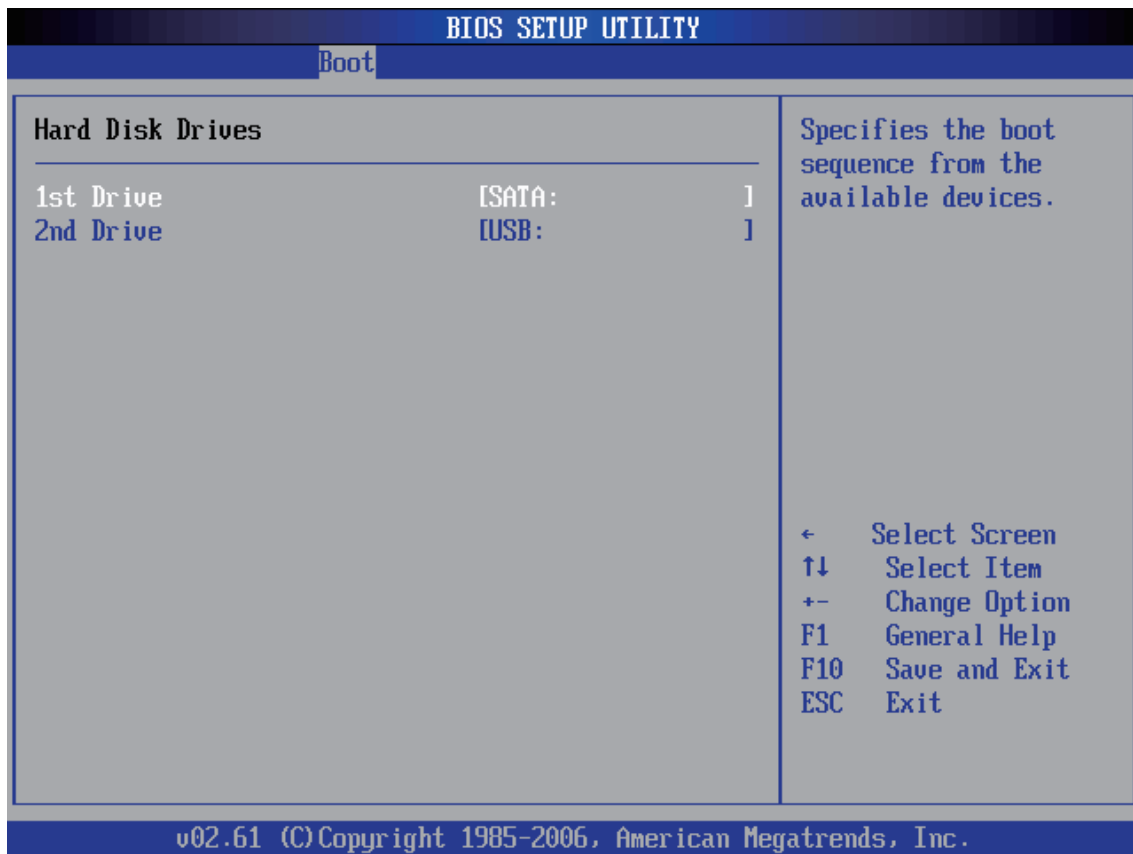 BIOS SETUP UTILITY
Boot
Hard Disk Drives
1st Drive [SATA: ]
2nd Drive [USB: ]
Specifies the boot
sequence from the
available devices.
← Select Screen
↑↓ Select Item
+- Change Option
F1 General Help
F10 Save and Exit
ESC Exit
v02.61 (C)Copyright 1985-2006, American Megatrends, Inc.